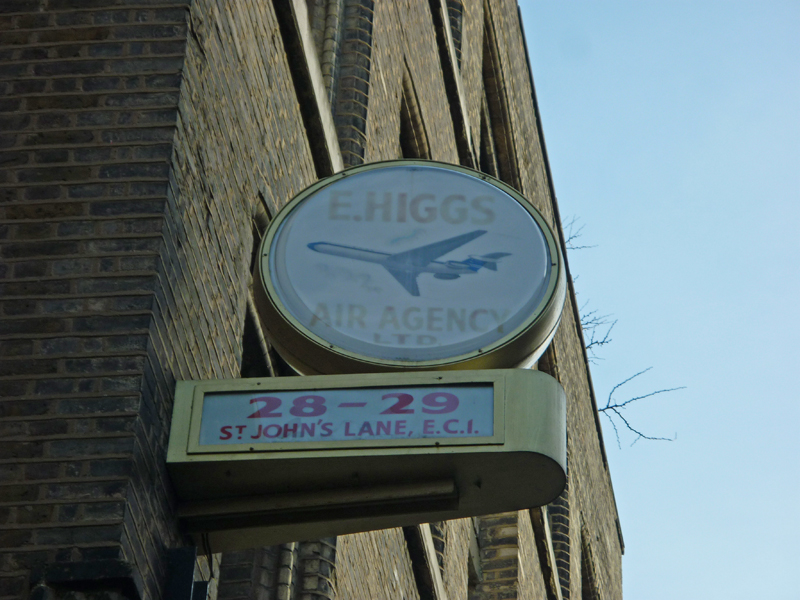 E.HIGGS
AIR AGENCY
LTD
28-29
ST JOHN'S LANE, E.C.I.